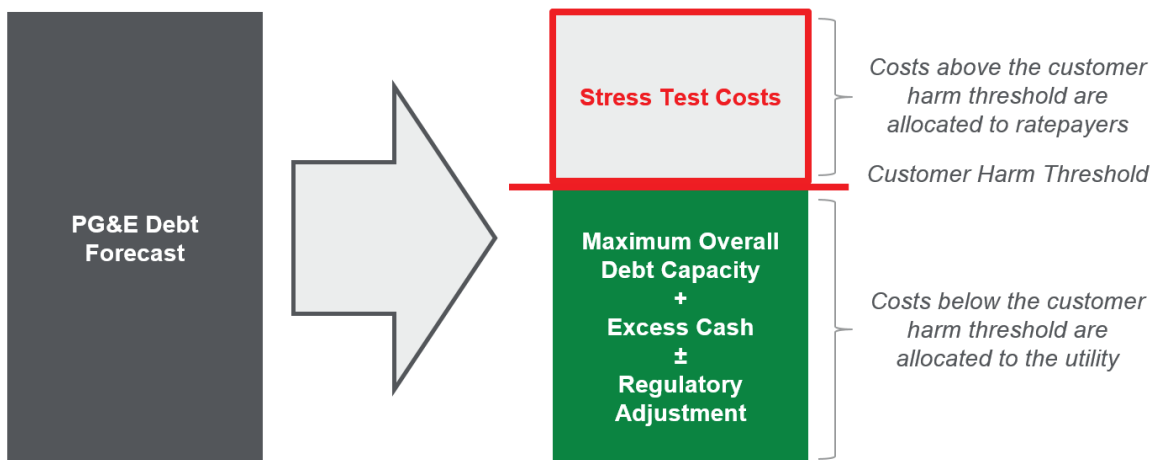 PG&E Debt
Forecast
Stress Test Costs
Costs above the customer
harm threshold are
allocated to ratepayers
Customer Harm Threshold
Maximum Overall
Debt Capacity
+
Excess Cash
±
Regulatory
Adjustment
Costs below the customer
harm threshold are
allocated to the utility